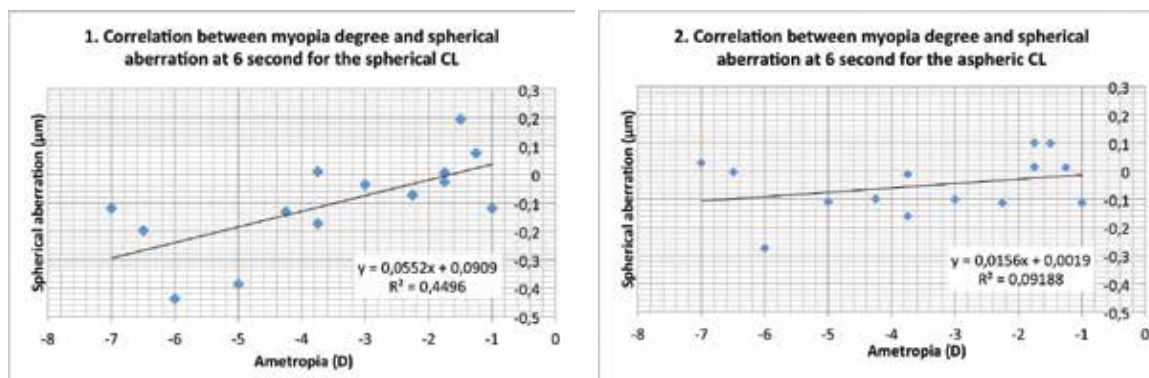 1. Correlation between myopia degree and spherical
aberration at 6 second for the spherical CL
0,3
0,2
0,1
0
-0,1
-0,2
-0,3
-0,4
-0,5
Spherical aberration (µm)
y = 0,0552x + 0,0909
R² = 0,4496
-8 -7 -6 -5 -4 -3 -2 -1 0
Ametropia (D)
2. Correlation between myopia degree and spherical
aberration at 6 second for the aspheric CL
0,3
0,2
0,1
0
-0,1
-0,2
-0,3
-0,4
-0,5
Spherical aberration (µm)
y = 0,0156x + 0,0019
R² = 0,09188
-8 -7 -6 -5 -4 -3 -2 -1 0
Ametropia (D)